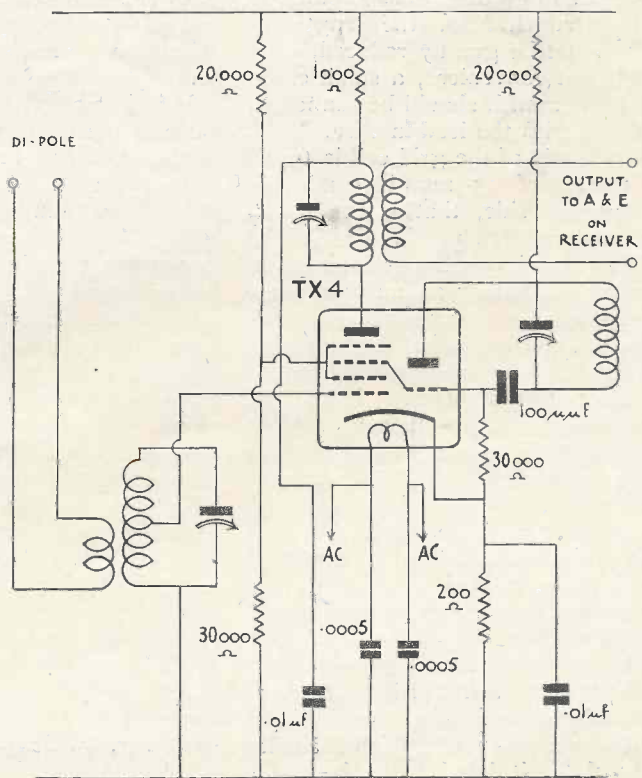 20,000
Ω
1000
Ω
20000
Ω
DI-POLE
OUTPUT
TO A & E
ON
RECEIVER
TX4
100μμF
30000
Ω
AC
AC
200
Ω
30000
Ω
.0005
.0005
.01μF
.01μF